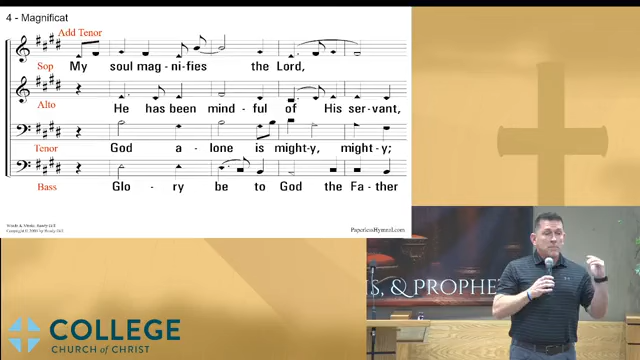 4 - Magnificat
Add Tenor
Sop
My soul mag-ni-fies the Lord,
Alto
He has been mind-ful of His ser-vant,
Tenor
God a-lone is might-y, might-y;
Bass
Glo-ry be to God the Fa-ther
PaperlessHymnal.com
S, & PROPHE
COLLEGE
CHURCH of CHRIST